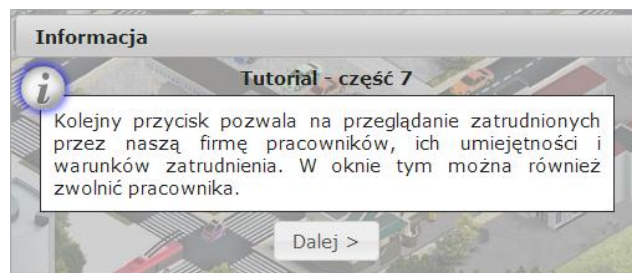 Informacja
Tutorial - część 7
Kolejny przycisk pozwala na przeglądanie zatrudnionych
przez naszą firmę pracowników, ich umiejętności i
warunków zatrudnienia. W oknie tym można również
zwolnić pracownika.
Dalej >